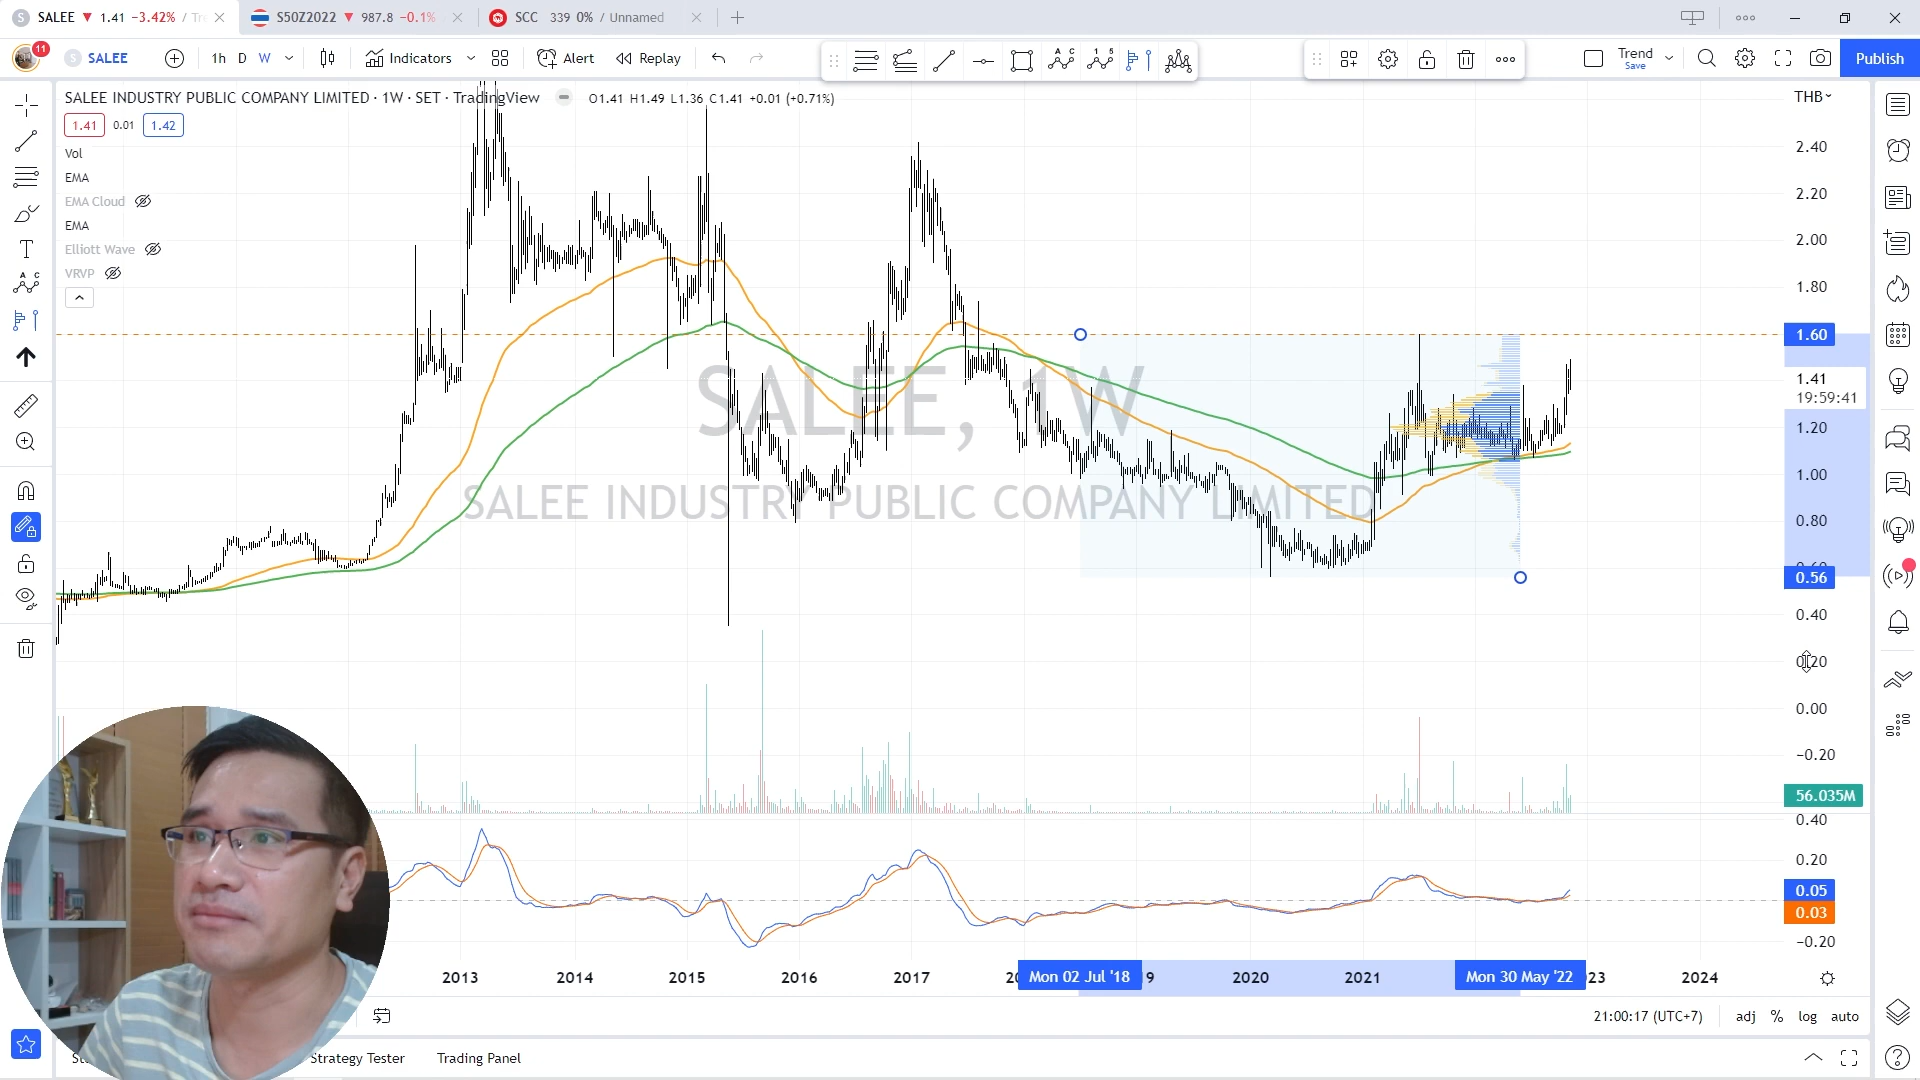 SALEE 1.41 −3.42% / Tr
S50Z2022 987.8 −0.1%
SCC 339 0% / Unnamed
11
S SALEE
1h D W
Indicators
Alert
Replay
Trend
Save
Publish
SALEE INDUSTRY PUBLIC COMPANY LIMITED · 1W · SET · TradingView
O1.41 H1.49 L1.36 C1.41 +0.01 (+0.71%)
THB
1.41 0.01 1.42
Vol
EMA
EMA Cloud
EMA
Elliott Wave
VRVP
SALEE, 1W
SALEE INDUSTRY PUBLIC COMPANY LIMITED
2.40
2.20
2.00
1.80
1.60
1.41
19:59:41
1.20
1.00
0.80
0.56
0.40
0.20
0.00
−0.20
56.035M
0.40
0.20
0.05
0.03
−0.20
2013 2014 2015 2016 2017 Mon 02 Jul '18 2020 2021 Mon 30 May '22 2024
21:00:17 (UTC+7) adj % log auto
Strategy Tester Trading Panel